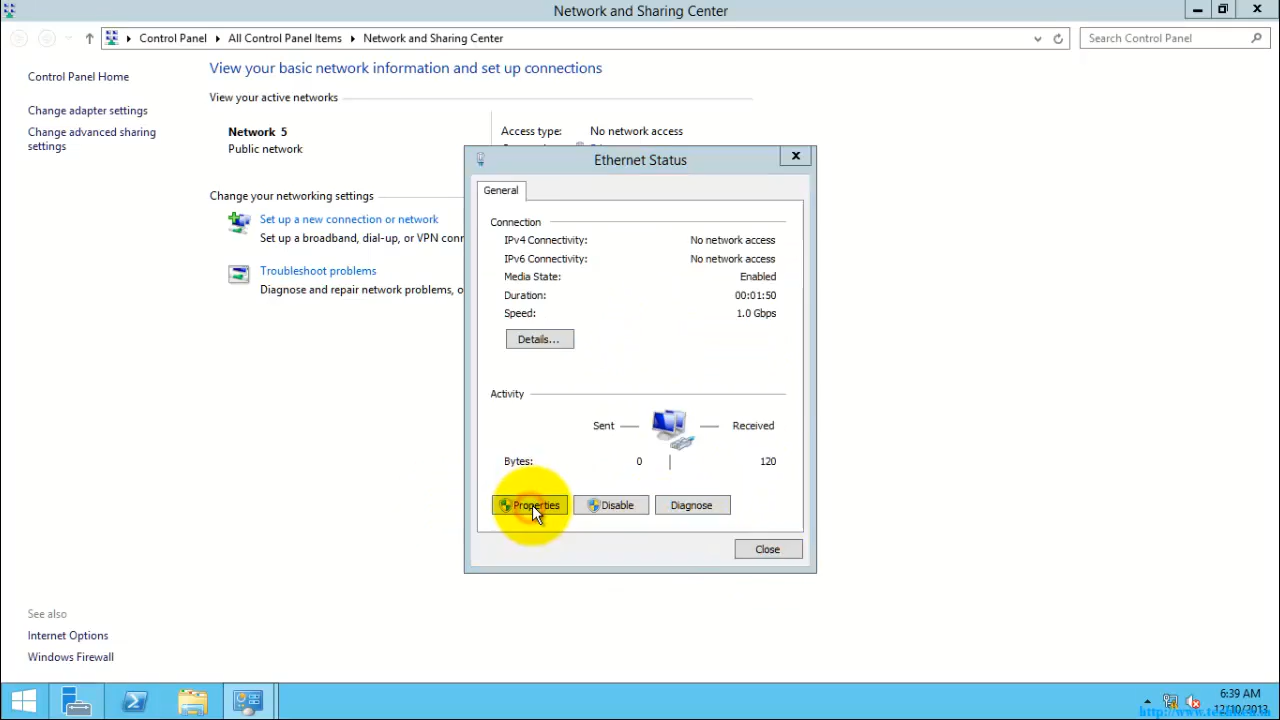 Network and Sharing Center
Control Panel
All Control Panel Items
Network and Sharing Center
Search Control Panel
Control Panel Home
Change adapter settings
Change advanced sharing
settings
View your basic network information and set up connections
View your active networks
Network 5
Public network
Access type:
No network access
Change your networking settings
Set up a new connection or network
Set up a broadband, dial-up, or VPN
Troubleshoot problems
Diagnose and repair network problems,
Ethernet Status
General
Connection
IPv4 Connectivity:
No network access
IPv6 Connectivity:
No network access
Media State:
Enabled
Duration:
00:01:50
Speed:
1.0 Gbps
Details...
Activity
Sent
Received
Bytes:
0
120
Properties
Disable
Diagnose
Close
See also
Internet Options
Windows Firewall
6:39 AM
12/10/2013